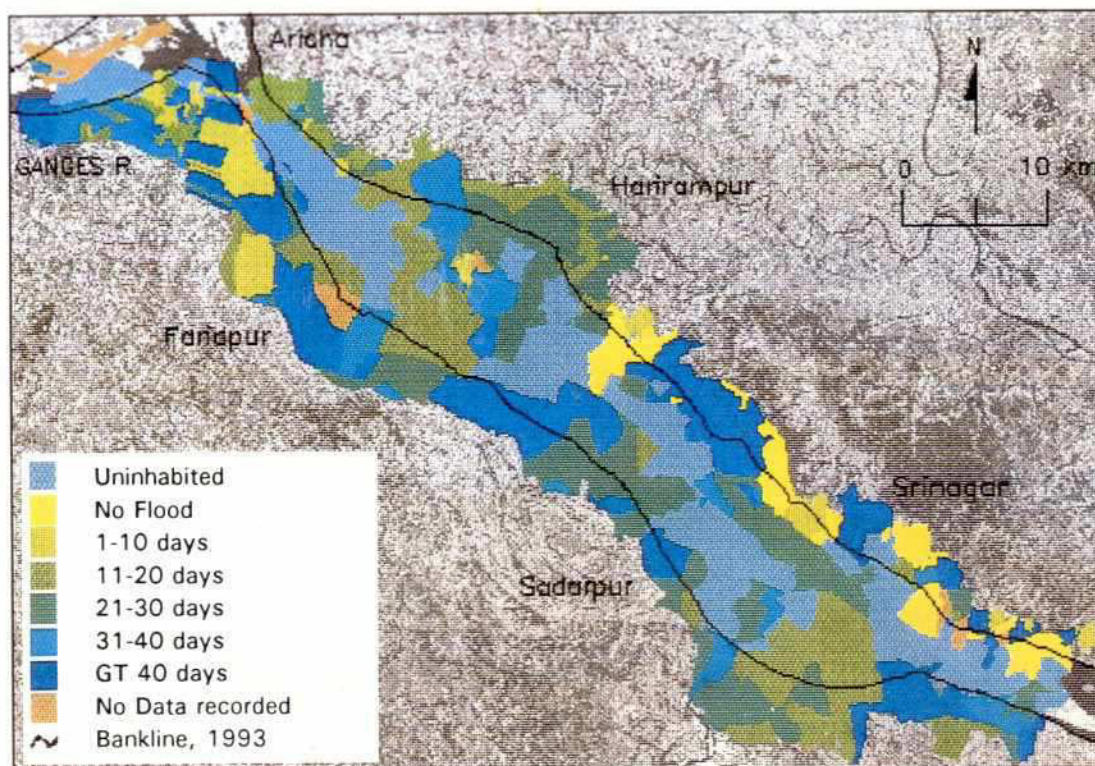 Aricha
N
GANGES R.
0 10 km
Harirampur
Faridpur
Srinagar
Sadarpur
Uninhabited
No Flood
1-10 days
11-20 days
21-30 days
31-40 days
GT 40 days
No Data recorded
Bankline, 1993